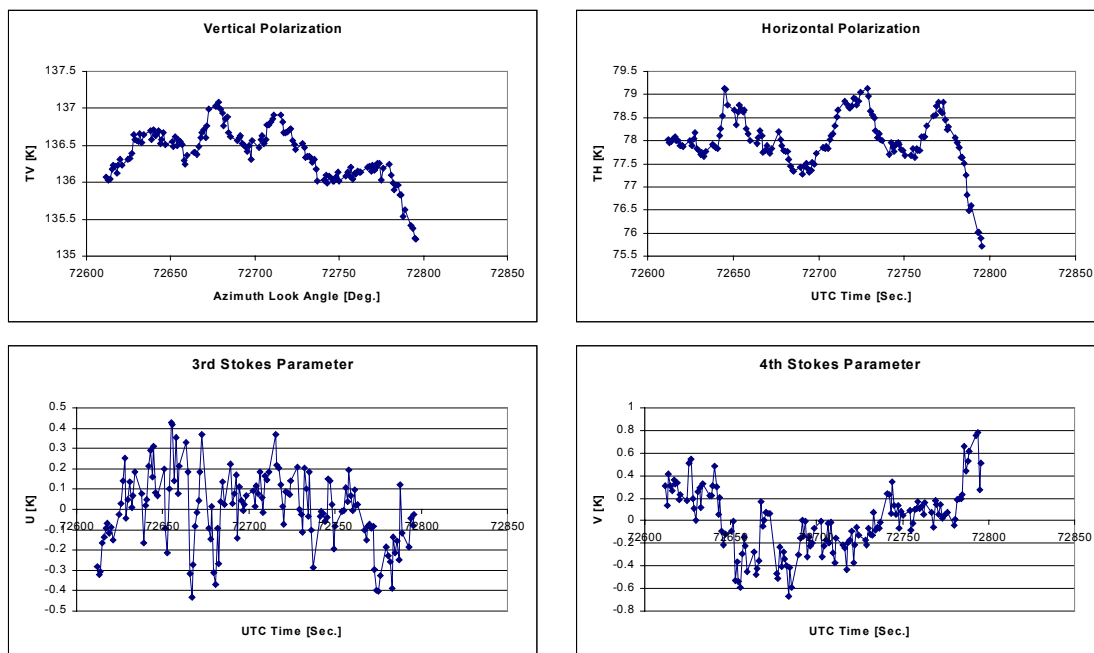 Vertical Polarization
137.5
137
136.5
136
135.5
135
TV [K]
72600 72650 72700 72750 72800 72850
Azimuth Look Angle [Deg.]
Horizontal Polarization
79.5
79
78.5
78
77.5
77
76.5
76
75.5
TH [K]
72600 72650 72700 72750 72800 72850
UTC Time [Sec.]
3rd Stokes Parameter
0.5
0.4
0.3
0.2
0.1
0
-0.1
-0.2
-0.3
-0.4
-0.5
U [K]
72600 72650 72700 72750 72800 72850
UTC Time [Sec.]
4th Stokes Parameter
1
0.8
0.6
0.4
0.2
0
-0.2
-0.4
-0.6
-0.8
V [K]
72600 72650 72700 72750 72800 72850
UTC Time [Sec.]